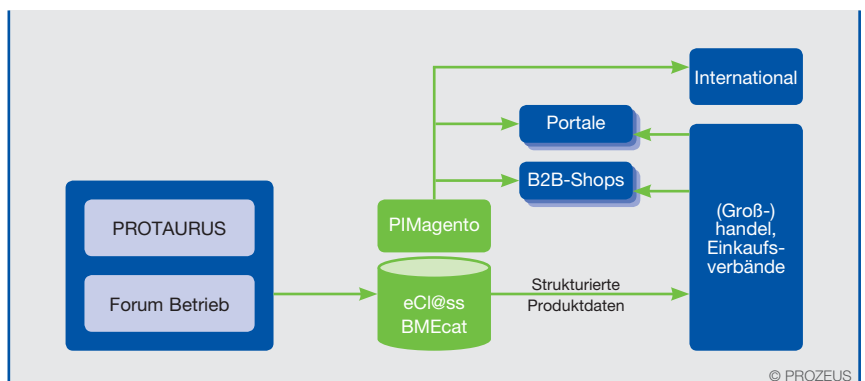 International
Portale
B2B-Shops
PROTAURUS
Forum Betrieb
PIMagento
eCl@ss
BMEcat
Strukturierte
Produktdaten
(Groß-)
handel,
Einkaufs-
verbände
© PROZEUS